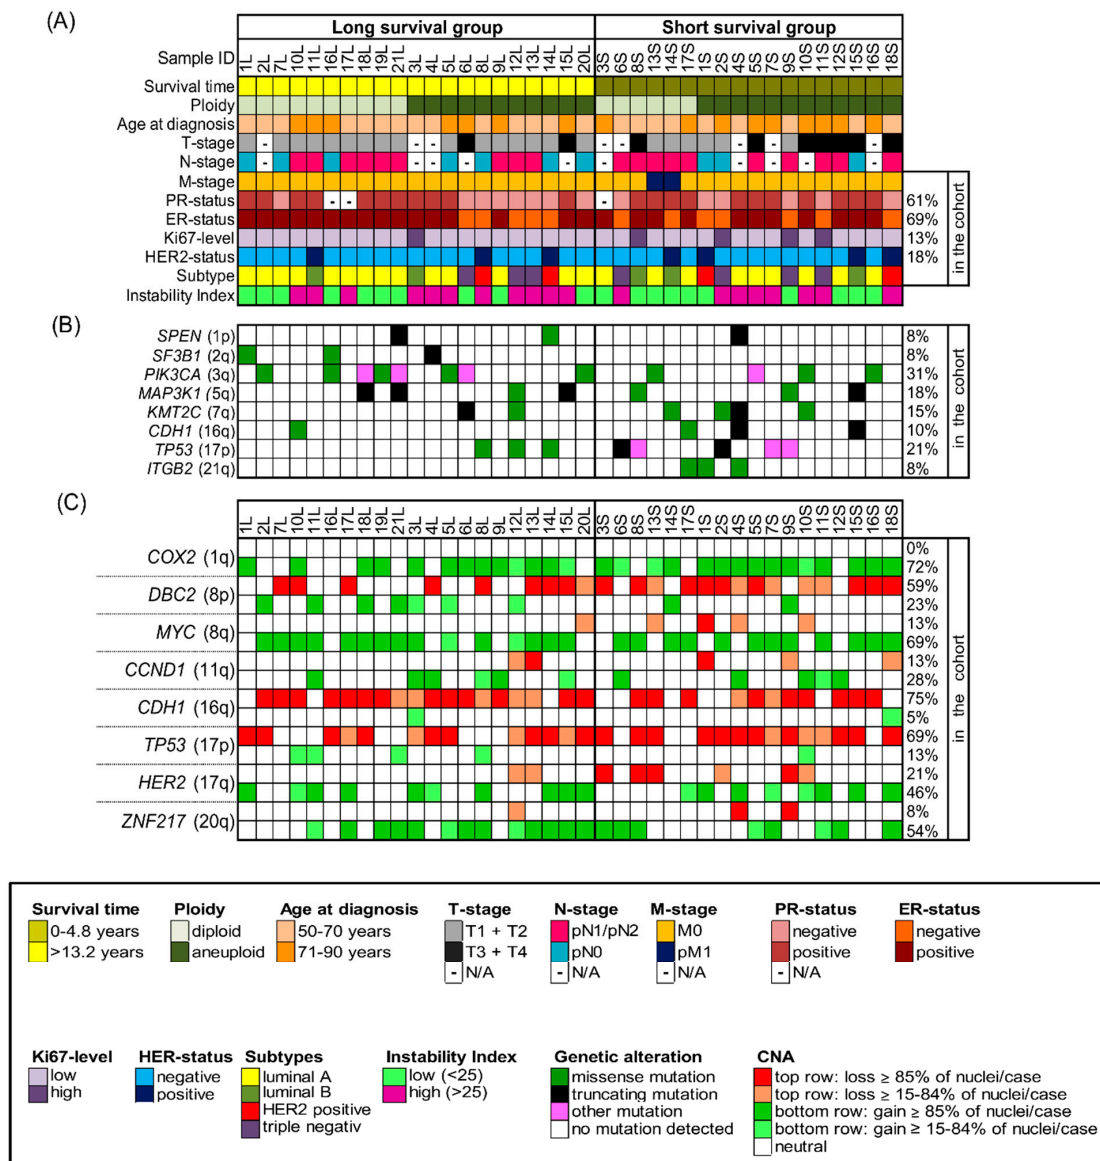 (A)
Long survival group Short survival group
Sample ID 1L 2L 7L 10L 11L 16L 17L 18L 19L 21L 3L 4L 5L 6L 8L 9L 12L 13L 14L 15L 20L 3S 6S 8S 13S 14S 17S 1S 2S 4S 5S 7S 9S 10S 11S 12S 15S 16S 18S
Survival time
Ploidy
Age at diagnosis
T-stage - - - - - - - -
N-stage - - - - - - - - - -
M-stage
PR-status - - - 61%
ER-status 69%
Ki67-level 13%
HER2-status 18%
Subtype
Instability Index
in the cohort
(B)
SPEN (1p) 8%
SF3B1 (2q) 8%
PIK3CA (3q) 31%
MAP3K1 (5q) 18%
KMT2C (7q) 15%
CDH1 (16q) 10%
TP53 (17p) 21%
ITGB2 (21q) 8%
in the cohort
(C)
1L 2L 7L 10L 11L 16L 17L 18L 19L 21L 3L 4L 5L 6L 8L 9L 12L 13L 14L 15L 20L 3S 6S 8S 13S 14S 17S 1S 2S 4S 5S 7S 9S 10S 11S 12S 15S 16S 18S
0%
COX2 (1q)
72%
59%
DBC2 (8p)
23%
13%
MYC (8q)
69%
13%
CCND1 (11q)
28%
75%
CDH1 (16q)
5%
69%
TP53 (17p)
13%
21%
HER2 (17q)
46%
8%
ZNF217 (20q)
54%
in the cohort
Survival time Ploidy Age at diagnosis T-stage N-stage M-stage PR-status ER-status
0-4.8 years diploid 50-70 years T1 + T2 pN1/pN2 M0 negative negative
>13.2 years aneuploid 71-90 years T3 + T4 pN0 pM1 positive positive
- N/A - N/A - N/A - N/A
Ki67-level HER-status Subtypes Instability Index Genetic alteration CNA
low negative luminal A low (<25) missense mutation top row: loss ≥ 85% of nuclei/case
high positive luminal B high (>25) truncating mutation top row: loss ≥ 15-84% of nuclei/case
HER2 positive other mutation bottom row: gain ≥ 85% of nuclei/case
triple negativ no mutation detected bottom row: gain ≥ 15-84% of nuclei/case
neutral